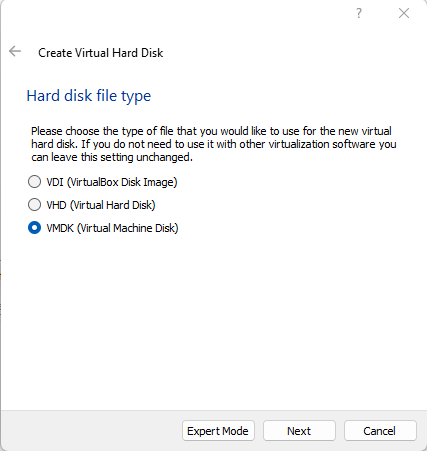 ?
Create Virtual Hard Disk
Hard disk file type
Please choose the type of file that you would like to use for the new virtual
hard disk. If you do not need to use it with other virtualization software you
can leave this setting unchanged.
VDI (VirtualBox Disk Image)
VHD (Virtual Hard Disk)
VMDK (Virtual Machine Disk)
Expert Mode Next Cancel